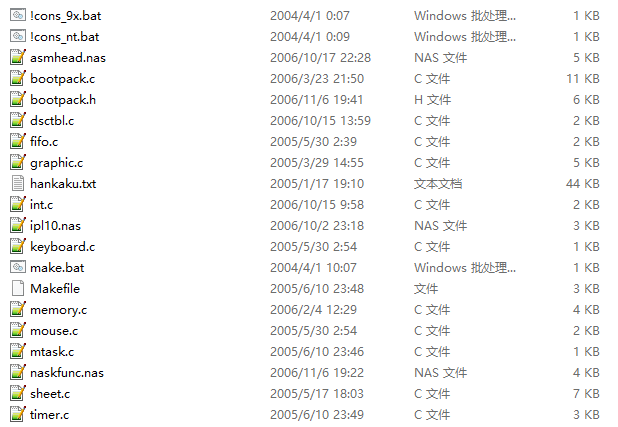 !cons_9x.bat 2004/4/1 0:07 Windows 批处理... 1 KB
!cons_nt.bat 2004/4/1 0:09 Windows 批处理... 1 KB
asmhead.nas 2006/10/17 22:28 NAS 文件 5 KB
bootpack.c 2006/3/23 21:50 C 文件 11 KB
bootpack.h 2006/11/6 19:41 H 文件 6 KB
dsctbl.c 2006/10/15 13:59 C 文件 2 KB
fifo.c 2005/5/30 2:39 C 文件 2 KB
graphic.c 2005/3/29 14:55 C 文件 5 KB
hankaku.txt 2005/1/17 19:10 文本文档 44 KB
int.c 2006/10/15 9:58 C 文件 2 KB
ipl10.nas 2006/10/2 23:18 NAS 文件 3 KB
keyboard.c 2005/5/30 2:54 C 文件 1 KB
make.bat 2004/4/1 10:07 Windows 批处理... 1 KB
Makefile 2005/6/10 23:48 文件 3 KB
memory.c 2006/2/4 12:29 C 文件 4 KB
mouse.c 2005/5/30 2:54 C 文件 2 KB
mtask.c 2005/6/10 23:46 C 文件 1 KB
naskfunc.nas 2006/11/6 19:22 NAS 文件 4 KB
sheet.c 2005/5/17 18:03 C 文件 7 KB
timer.c 2005/6/10 23:49 C 文件 3 KB